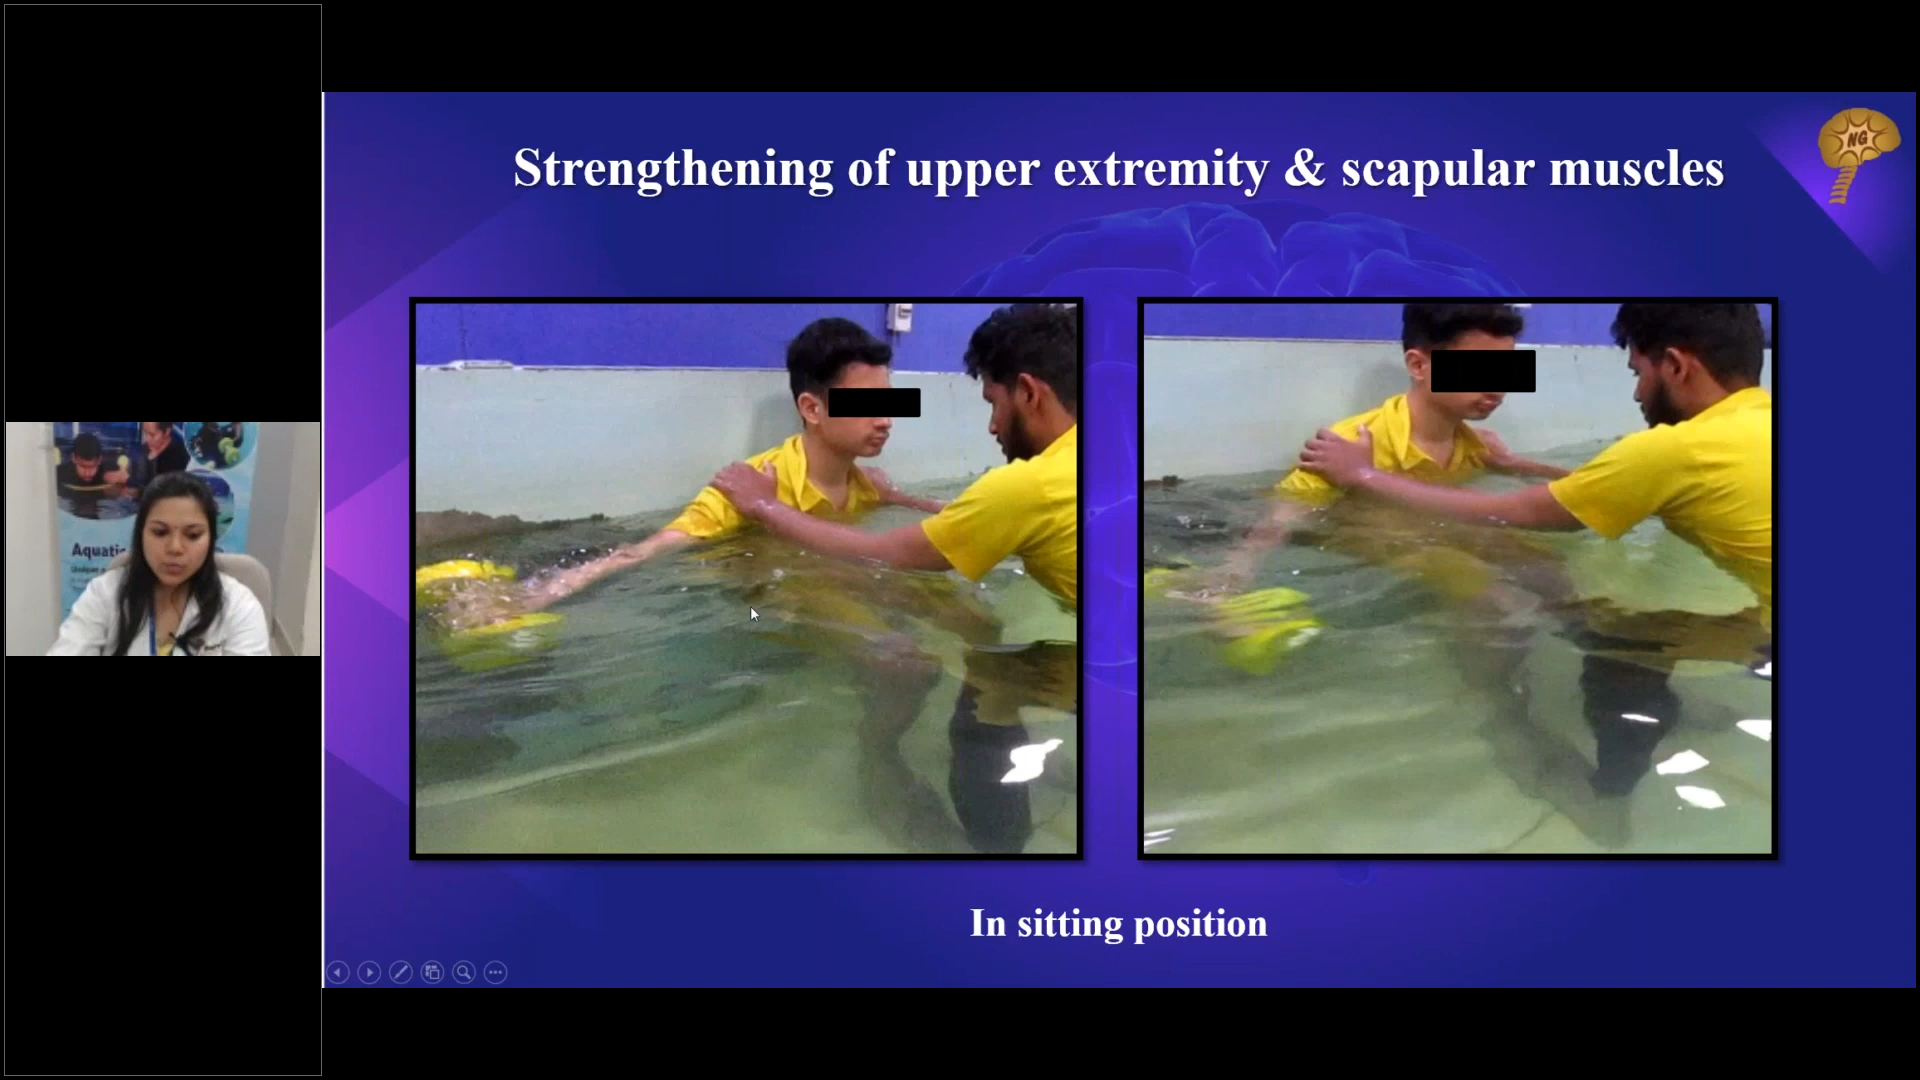 Strengthening of upper extremity & scapular muscles
NG
Aquatic
In sitting position